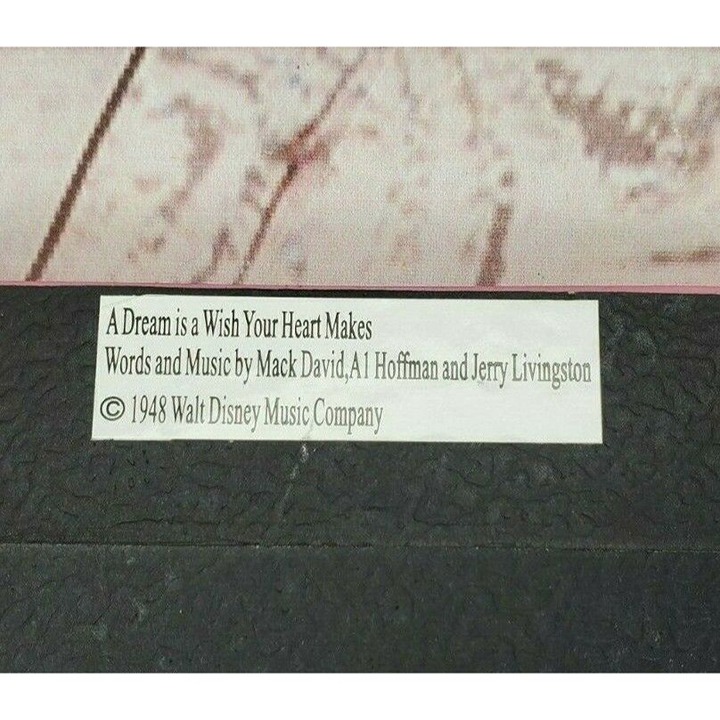 A Dream is a Wish Your Heart Makes
Words and Music by Mack David,A1 Hoffman and Jerry Livingston
© 1948 Walt Disney Music Company